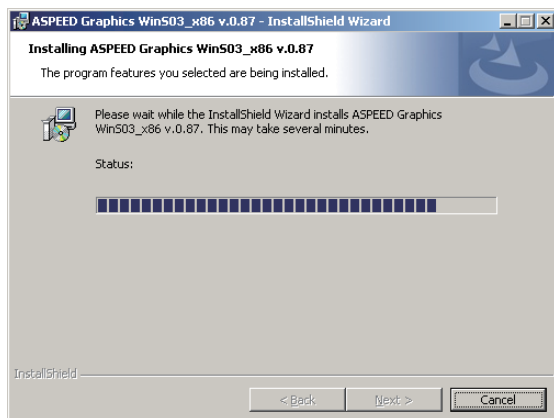 ASPEED Graphics WinS03_x86 v.0.87 - InstallShield Wizard
Installing ASPEED Graphics WinS03_x86 v.0.87
The program features you selected are being installed.
Please wait while the InstallShield Wizard installs ASPEED Graphics
WinS03_x86 v.0.87. This may take several minutes.
Status:
InstallShield
< Back Next > Cancel